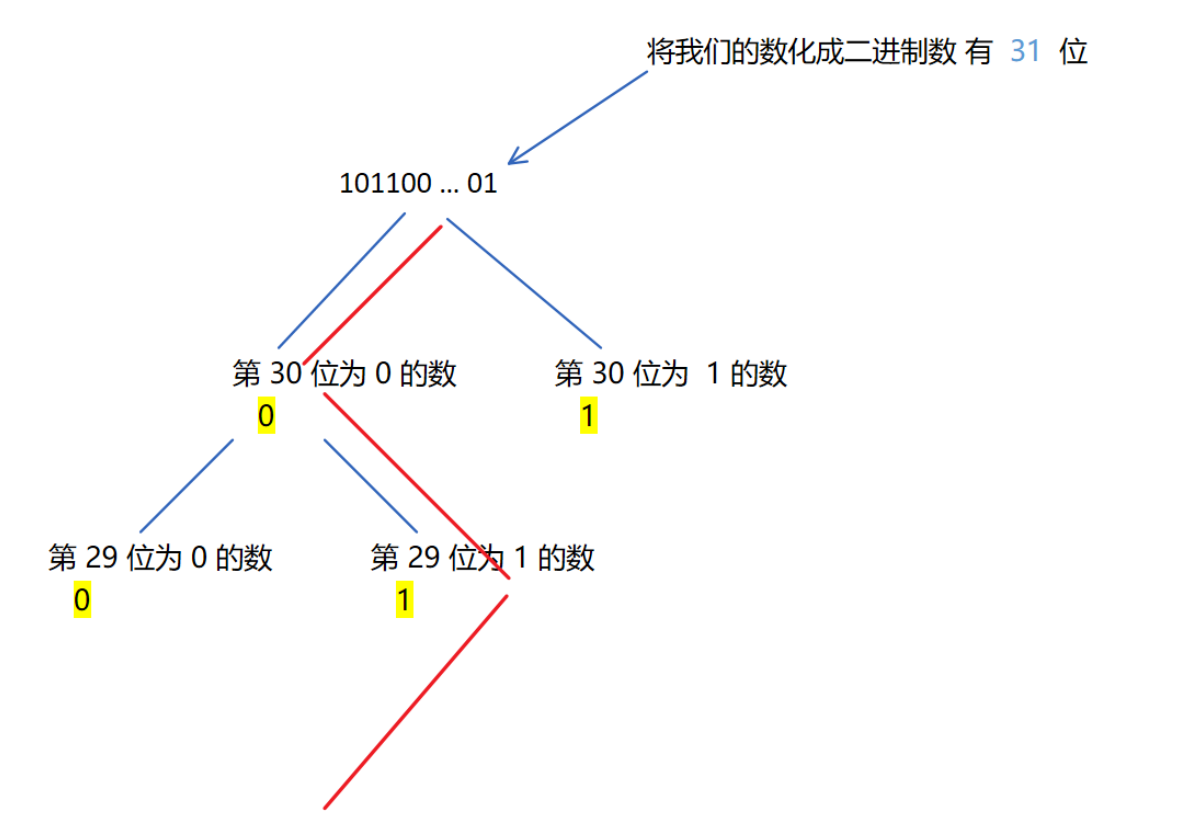 将我们的数化成二进制数 有 31 位
101100 ... 01
第 30 位为 0 的数
第 30 位为 1 的数
0
1
第 29 位为 0 的数
第 29 位为 1 的数
0
1